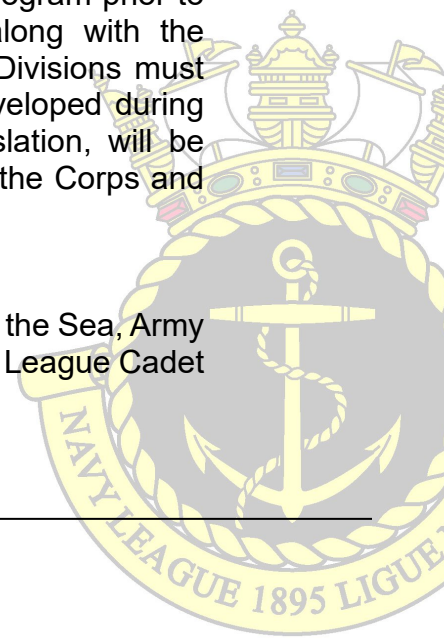 ogram prior to
along with the
Divisions must
veloped during
slation, will be
the Corps and
the Sea, Army
League Cadet
NAVY LEAGUE 1895 LIGUE